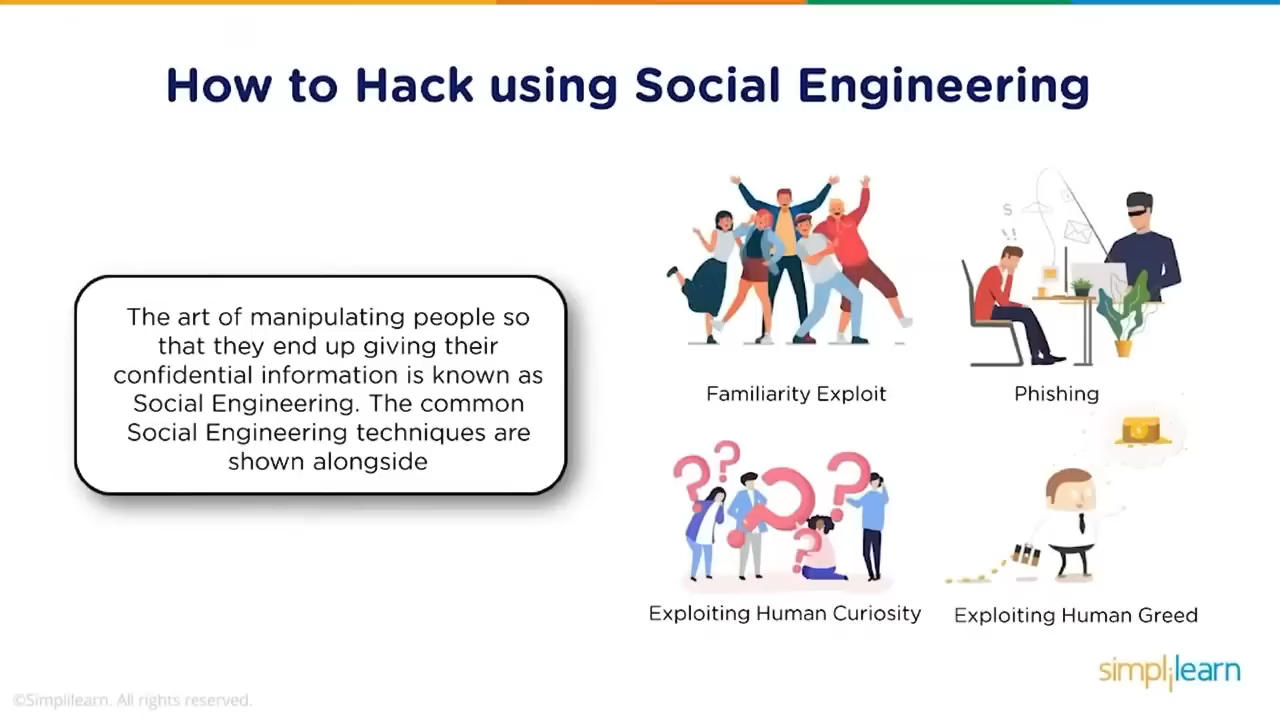 How to Hack using Social Engineering
The art of manipulating people so
that they end up giving their
confidential information is known as
Social Engineering. The common
Social Engineering techniques are
shown alongside
Familiarity Exploit
Phishing
Exploiting Human Curiosity
Exploiting Human Greed
simplilearn
©Simplilearn. All rights reserved.